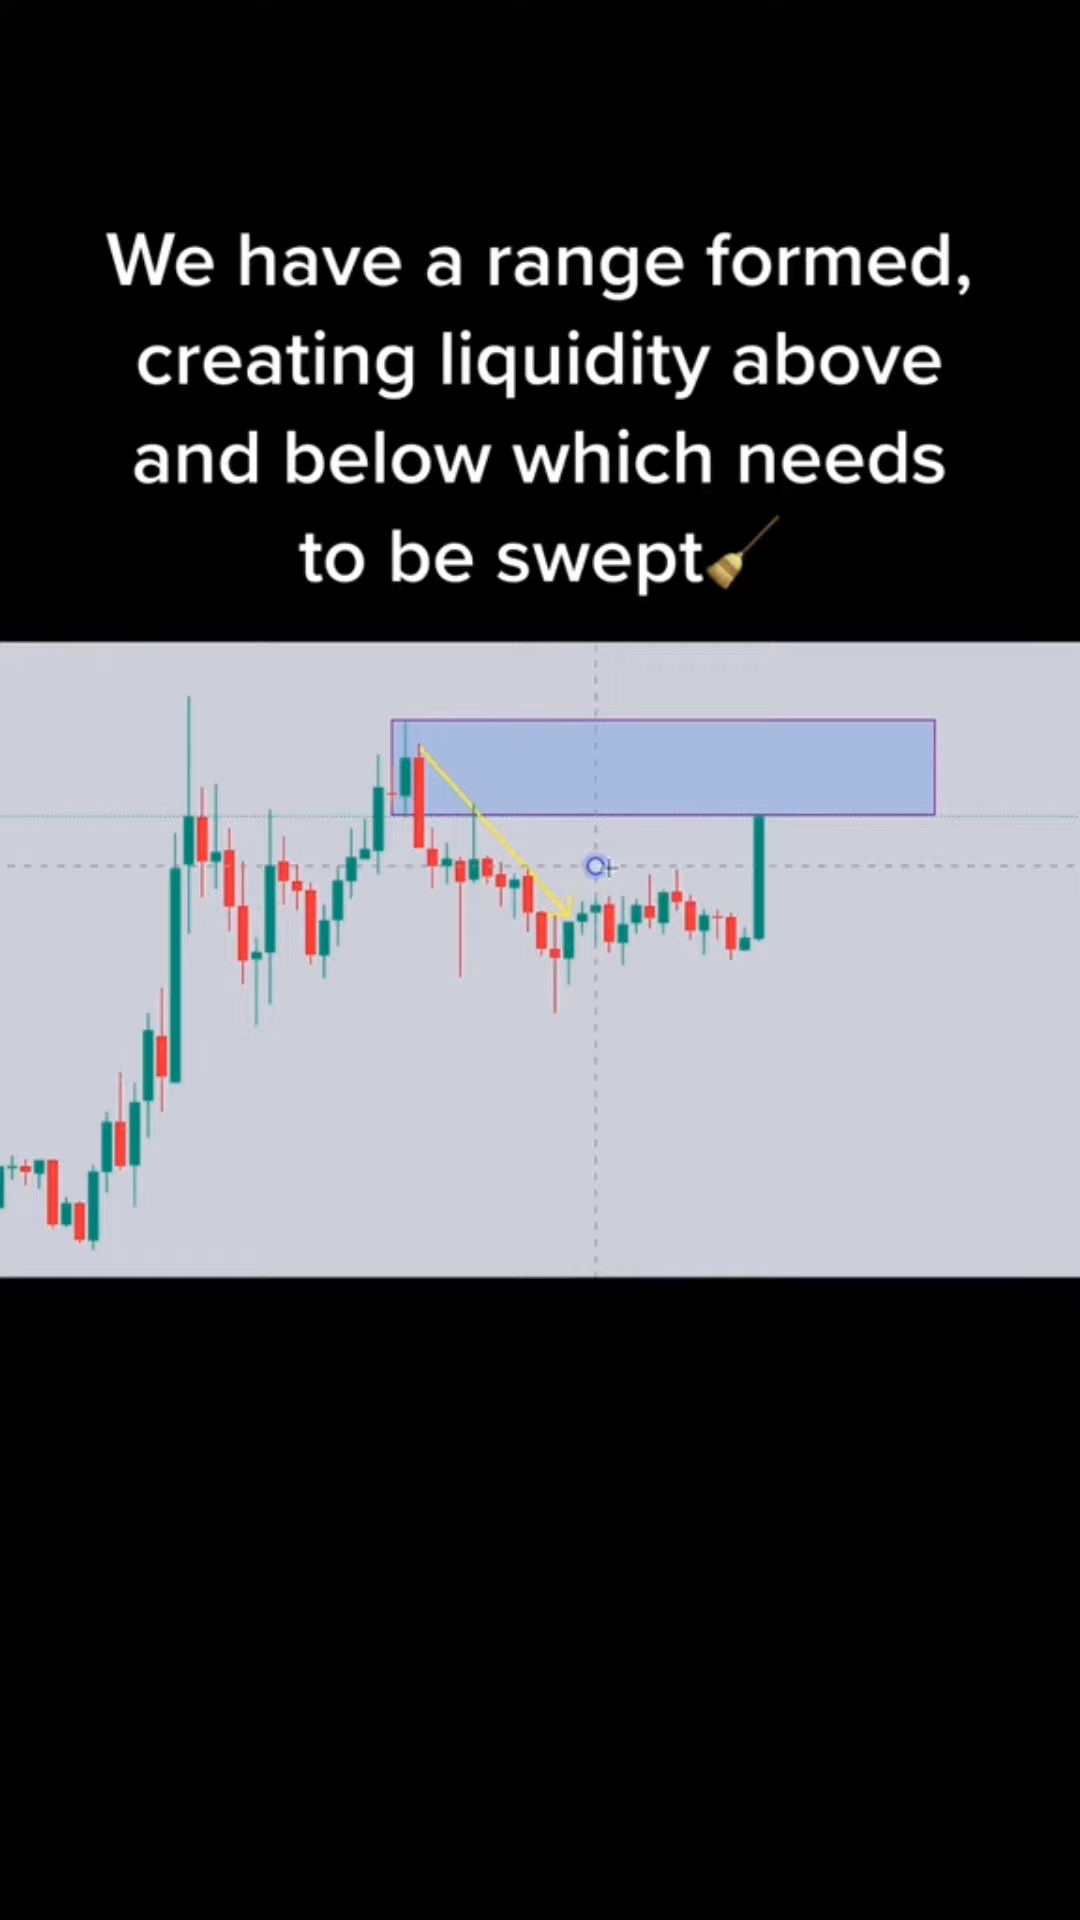 We have a range formed,
creating liquidity above
and below which needs
to be swept🧹